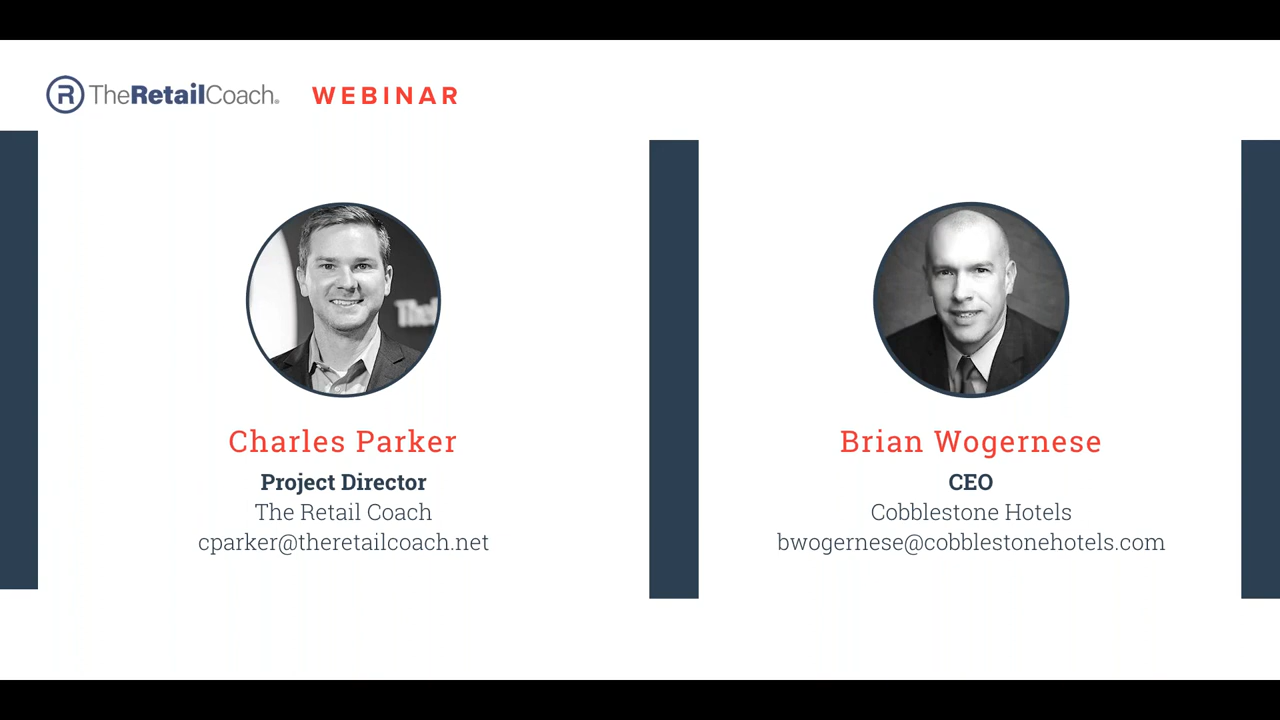 TheRetailCoach. WEBINAR
The
Charles Parker
Project Director
The Retail Coach
cparker@theretailcoach.net
Brian Wogernese
CEO
Cobblestone Hotels
bwogernese@cobblestonehotels.com